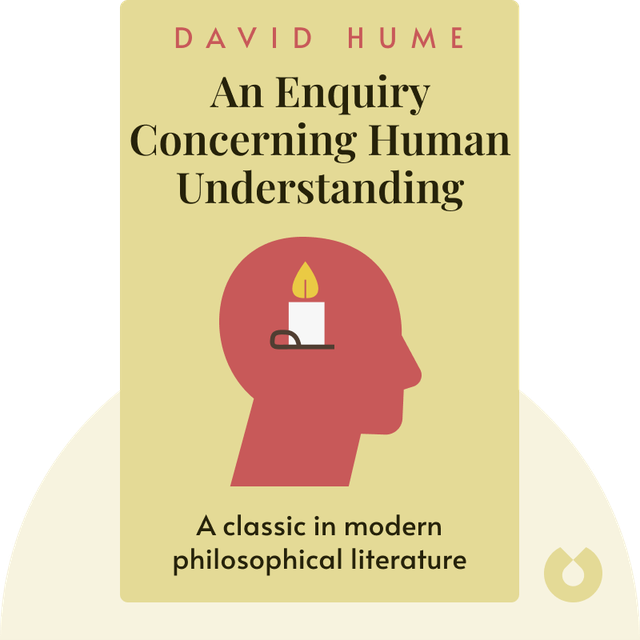 DAVID HUME
An Enquiry
Concerning Human
Understanding
A classic in modern
philosophical literature